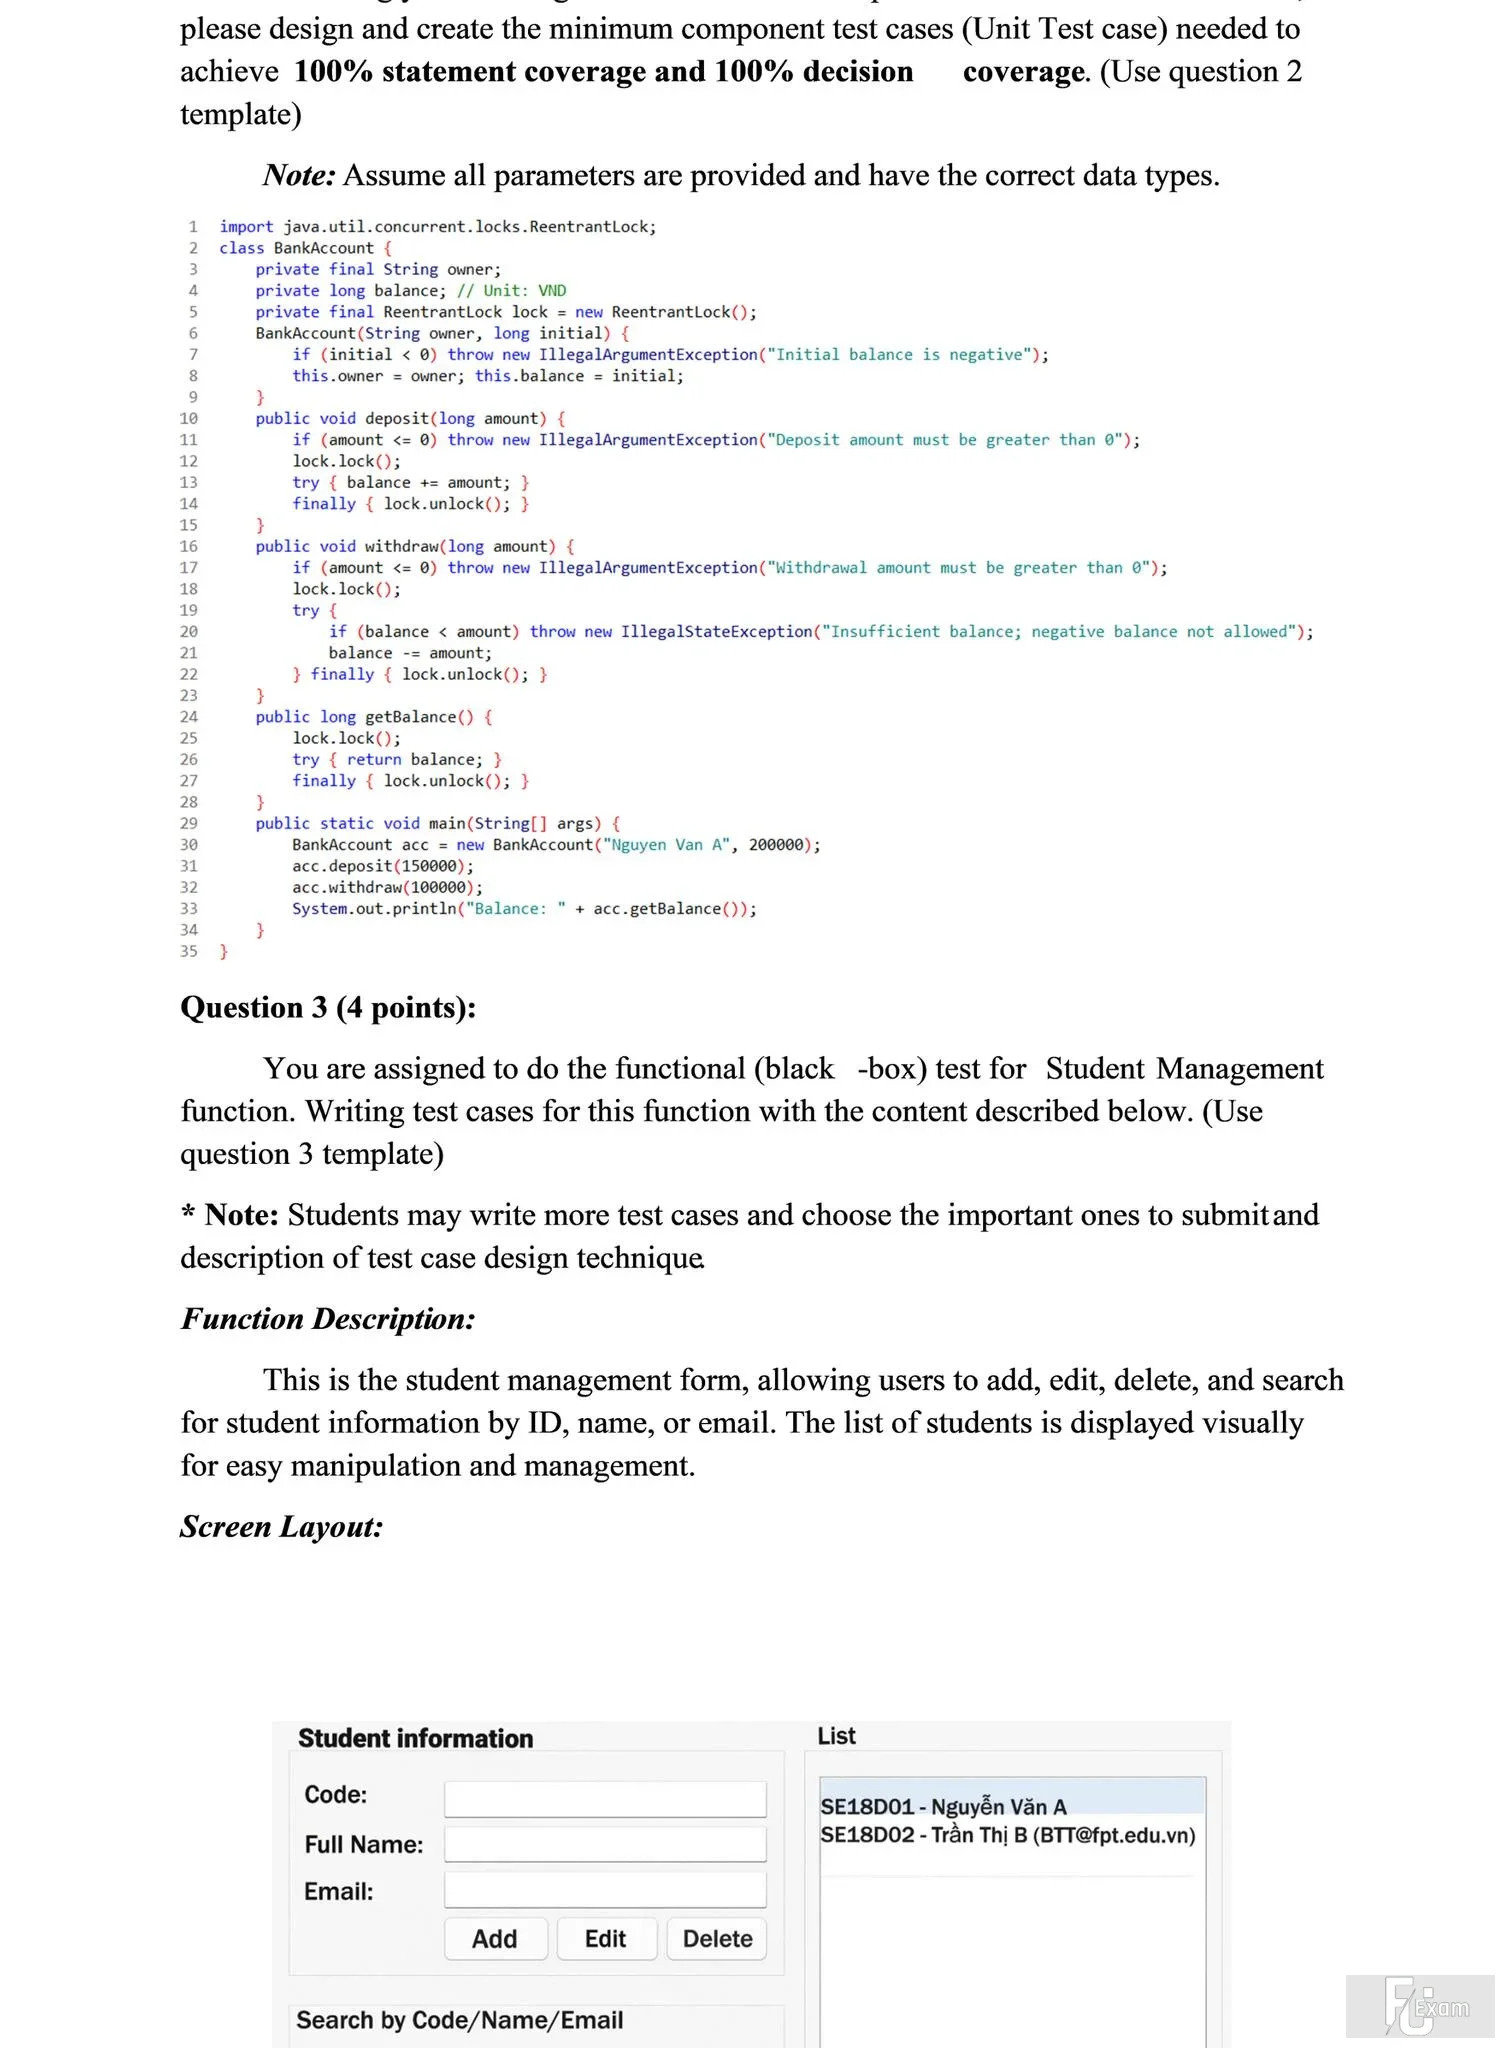 please design and create the minimum component test cases (Unit Test case) needed to
achieve 100% statement coverage and 100% decision coverage. (Use question 2
template)
Note: Assume all parameters are provided and have the correct data types.
1 import java.util.concurrent.locks.ReentrantLock;
2 class BankAccount {
3 private final String owner;
4 private long balance; // Unit: VND
5 private final ReentrantLock lock = new ReentrantLock();
6 BankAccount(String owner, long initial) {
7 if (initial < 0) throw new IllegalArgumentException("Initial balance is negative");
8 this.owner = owner; this.balance = initial;
9 }
10 public void deposit(long amount) {
11 if (amount <= 0) throw new IllegalArgumentException("Deposit amount must be greater than 0");
12 lock.lock();
13 try { balance += amount; }
14 finally { lock.unlock(); }
15 }
16 public void withdraw(long amount) {
17 if (amount <= 0) throw new IllegalArgumentException("Withdrawal amount must be greater than 0");
18 lock.lock();
19 try {
20 if (balance < amount) throw new IllegalStateException("Insufficient balance; negative balance not allowed");
21 balance -= amount;
22 } finally { lock.unlock(); }
23 }
24 public long getBalance() {
25 lock.lock();
26 try { return balance; }
27 finally { lock.unlock(); }
28 }
29 public static void main(String[] args) {
30 BankAccount acc = new BankAccount("Nguyen Van A", 200000);
31 acc.deposit(150000);
32 acc.withdraw(100000);
33 System.out.println("Balance: " + acc.getBalance());
34 }
35 }
Question 3 (4 points):
You are assigned to do the functional (black -box) test for Student Management
function. Writing test cases for this function with the content described below. (Use
question 3 template)
* Note: Students may write more test cases and choose the important ones to submit and
description of test case design technique.
Function Description:
This is the student management form, allowing users to add, edit, delete, and search
for student information by ID, name, or email. The list of students is displayed visually
for easy manipulation and management.
Screen Layout:
Student information
Code:
Full Name:
Email:
Add Edit Delete
Search by Code/Name/Email
List
SE18D01 - Nguyễn Văn A
SE18D02 - Trần Thị B (BTT@fpt.edu.vn)
FU Exam